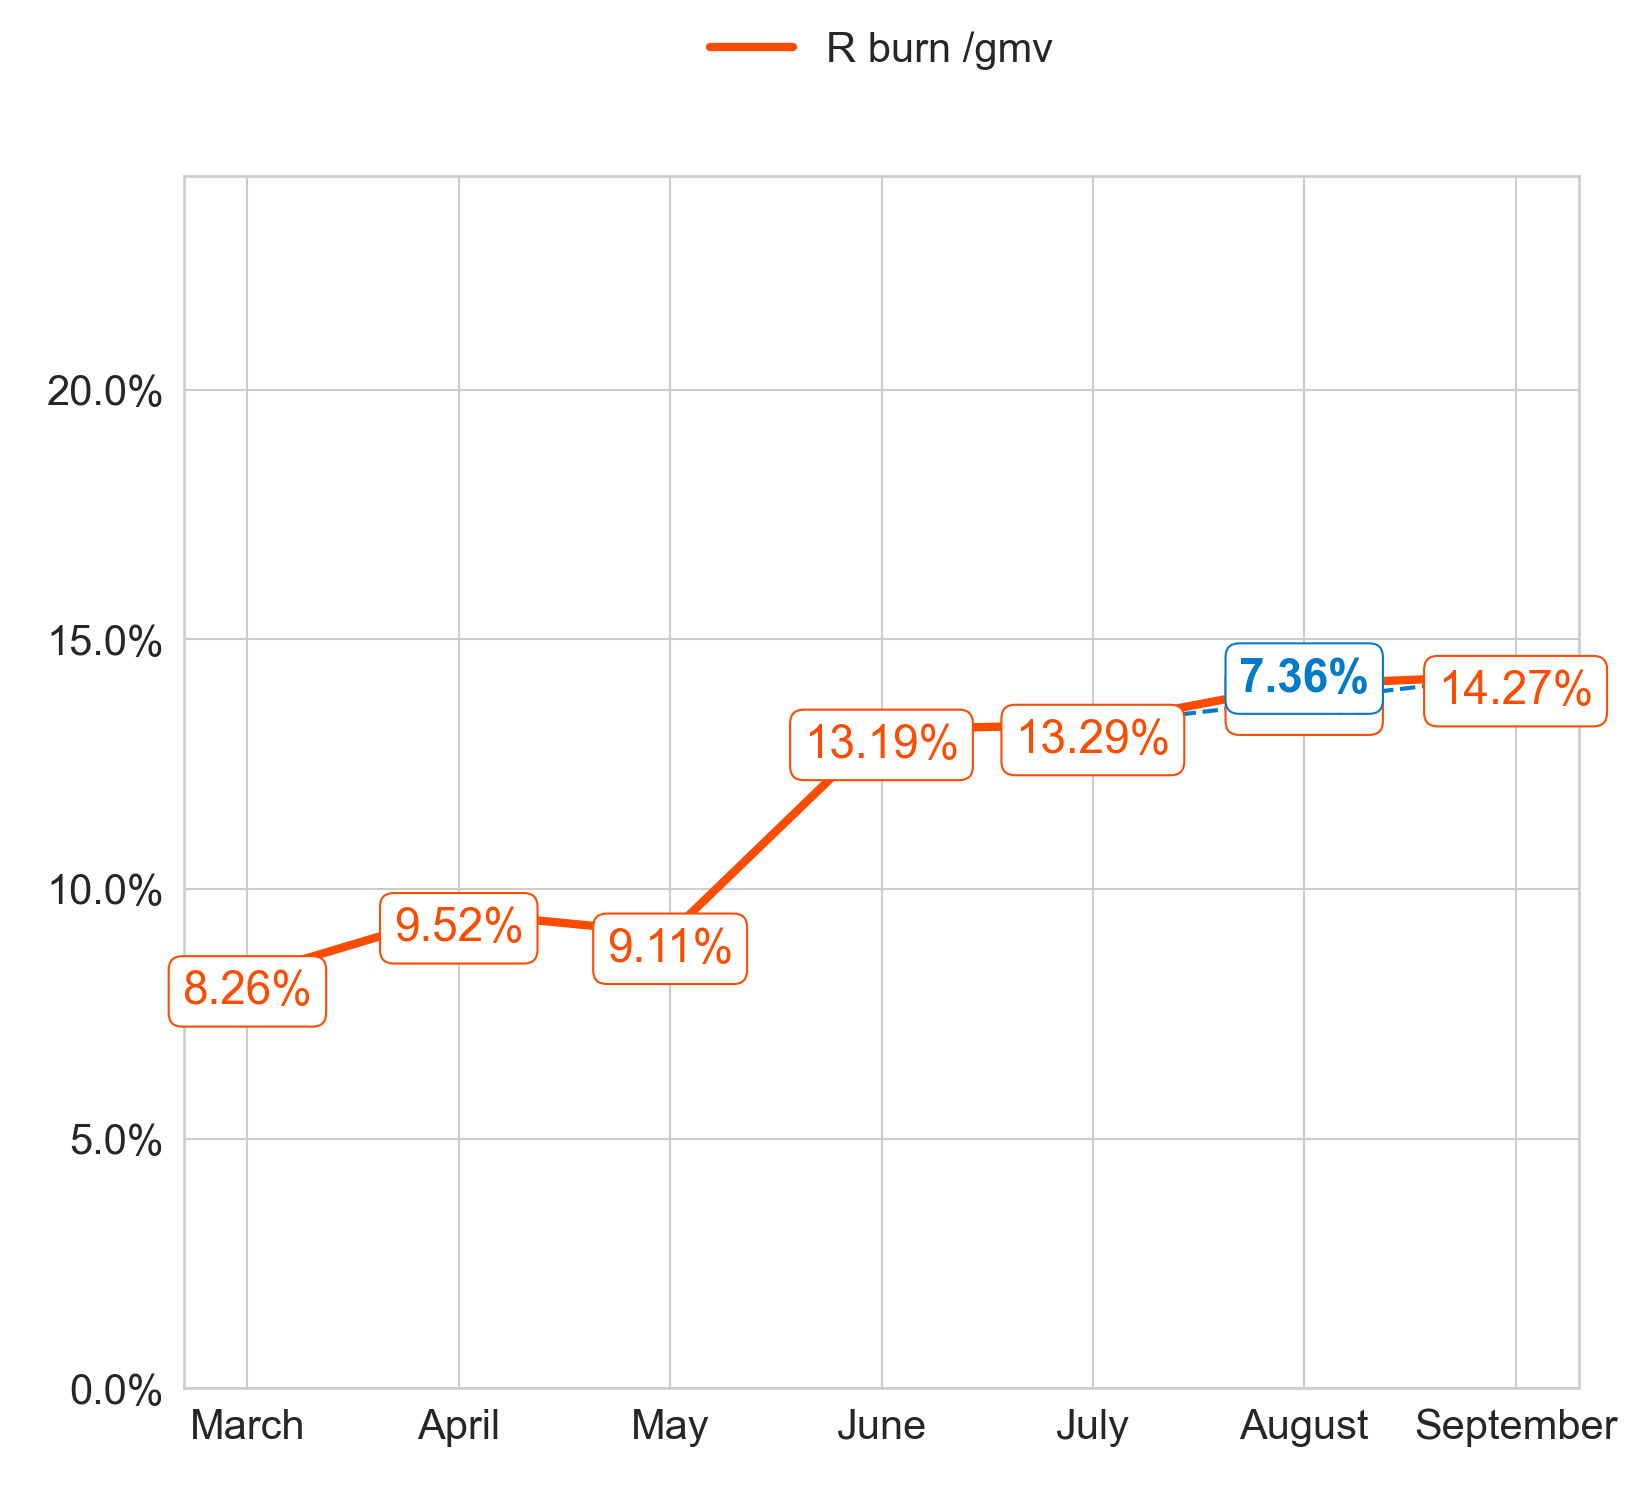 R burn /gmv
20.0%
15.0%
10.0%
5.0%
0.0%
8.26%
9.52%
9.11%
13.19%
13.29%
7.36%
14.27%
March
April
May
June
July
August
September